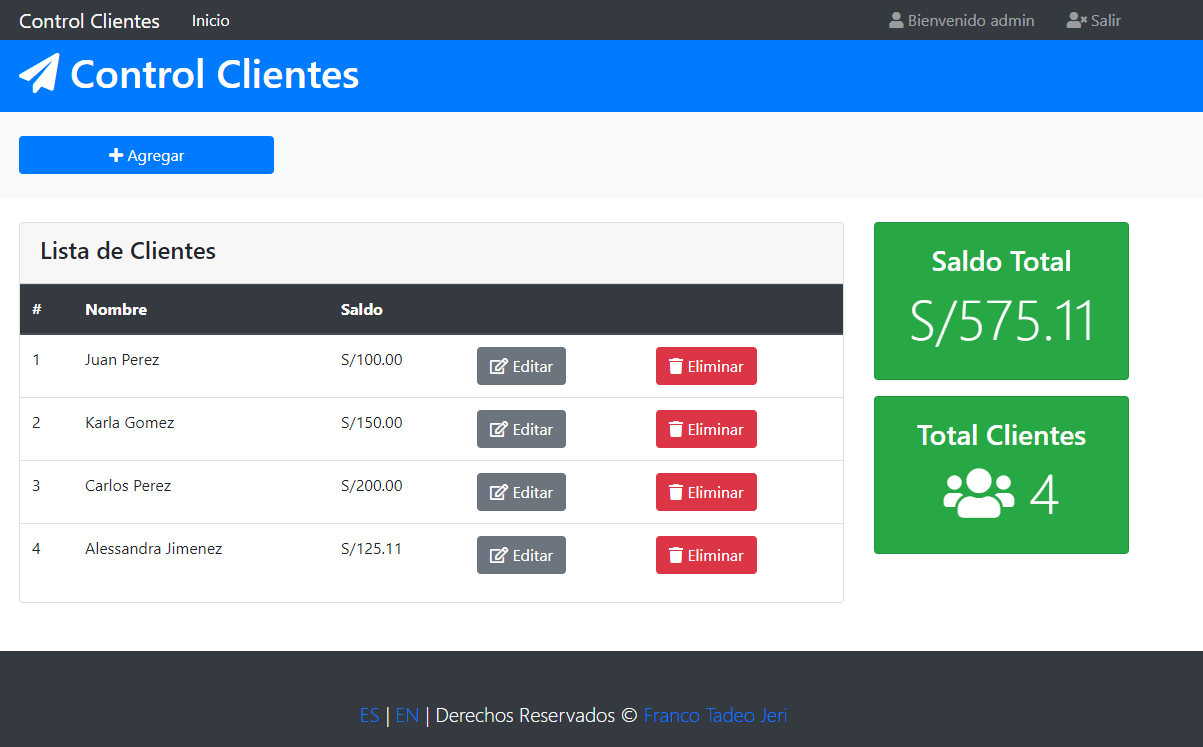 Control Clientes Inicio Bienvenido admin Salir
Control Clientes
Agregar
Lista de Clientes
# Nombre Saldo
1 Juan Perez S/100.00 Editar Eliminar
2 Karla Gomez S/150.00 Editar Eliminar
3 Carlos Perez S/200.00 Editar Eliminar
4 Alessandra Jimenez S/125.11 Editar Eliminar
Saldo Total
S/575.11
Total Clientes
4
ES | EN | Derechos Reservados © Franco Tadeo Jeri